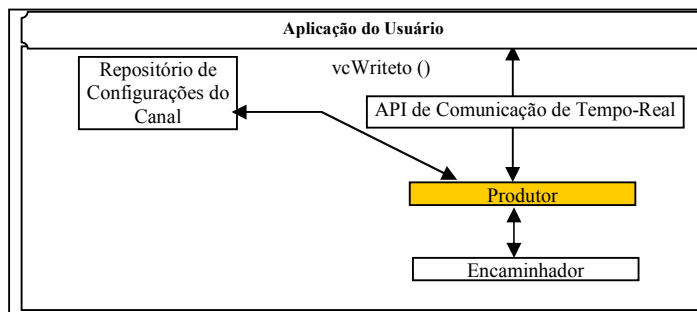 Aplicação do Usuário
Repositório de
Configurações do
Canal
vcWriteto ()
API de Comunicação de Tempo-Real
Produtor
Encaminhador